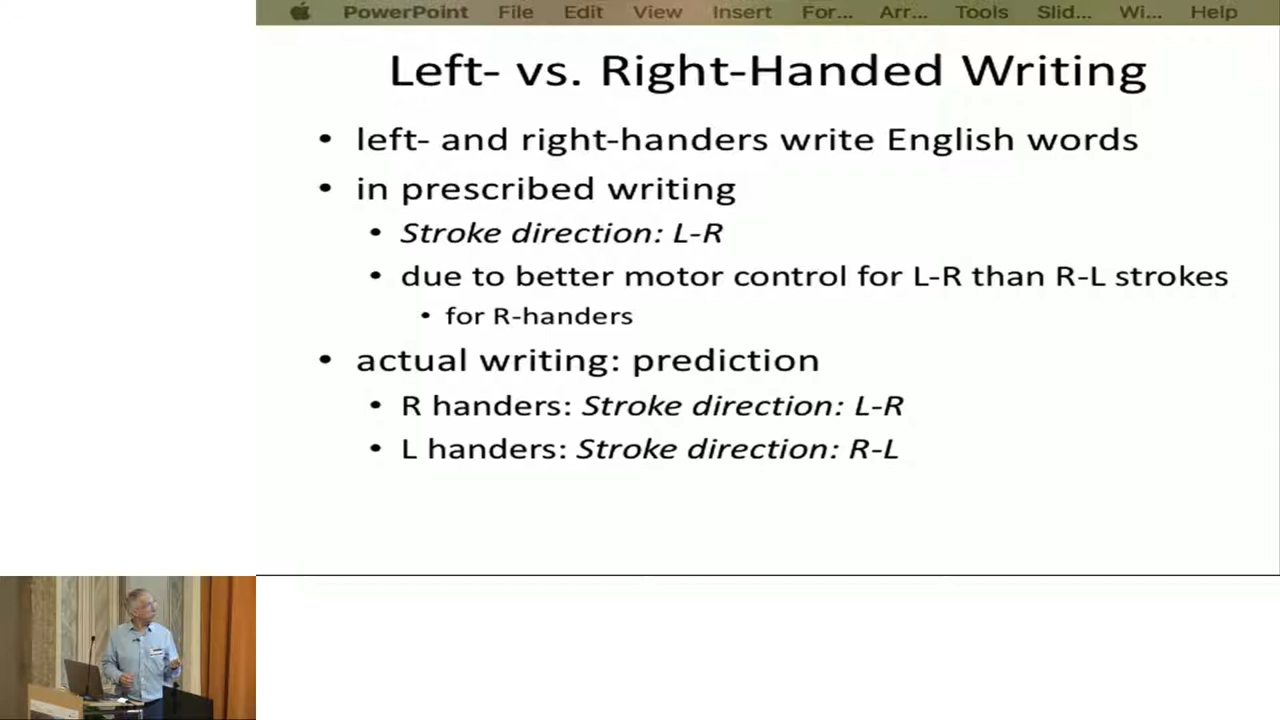 PowerPoint File Edit View Insert For... Arr... Tools Slid... Wi... Help
Left- vs. Right-Handed Writing
• left- and right-handers write English words
• in prescribed writing
• Stroke direction: L-R
• due to better motor control for L-R than R-L strokes
• for R-handers
• actual writing: prediction
• R handers: Stroke direction: L-R
• L handers: Stroke direction: R-L